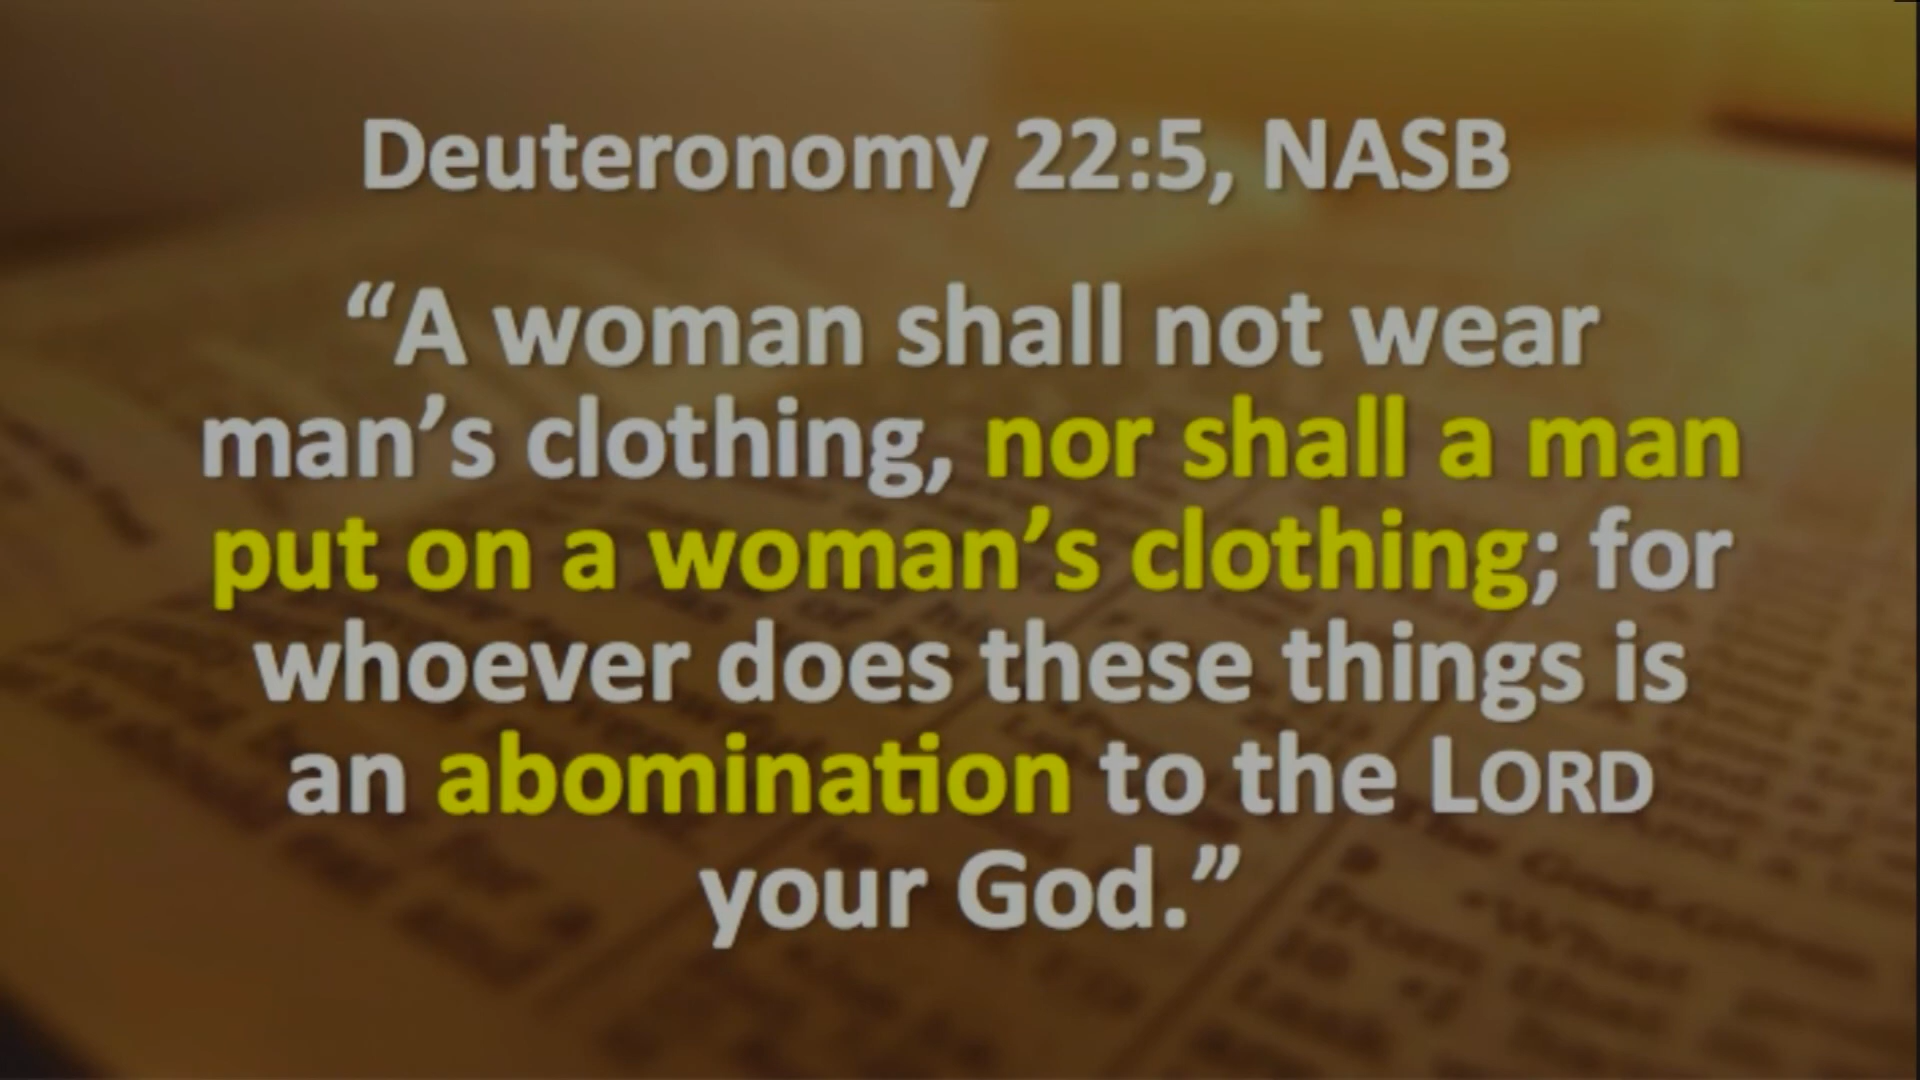 Deuteronomy 22:5, NASB
“A woman shall not wear
man’s clothing, nor shall a man
put on a woman’s clothing; for
whoever does these things is
an abomination to the LORD
your God.”